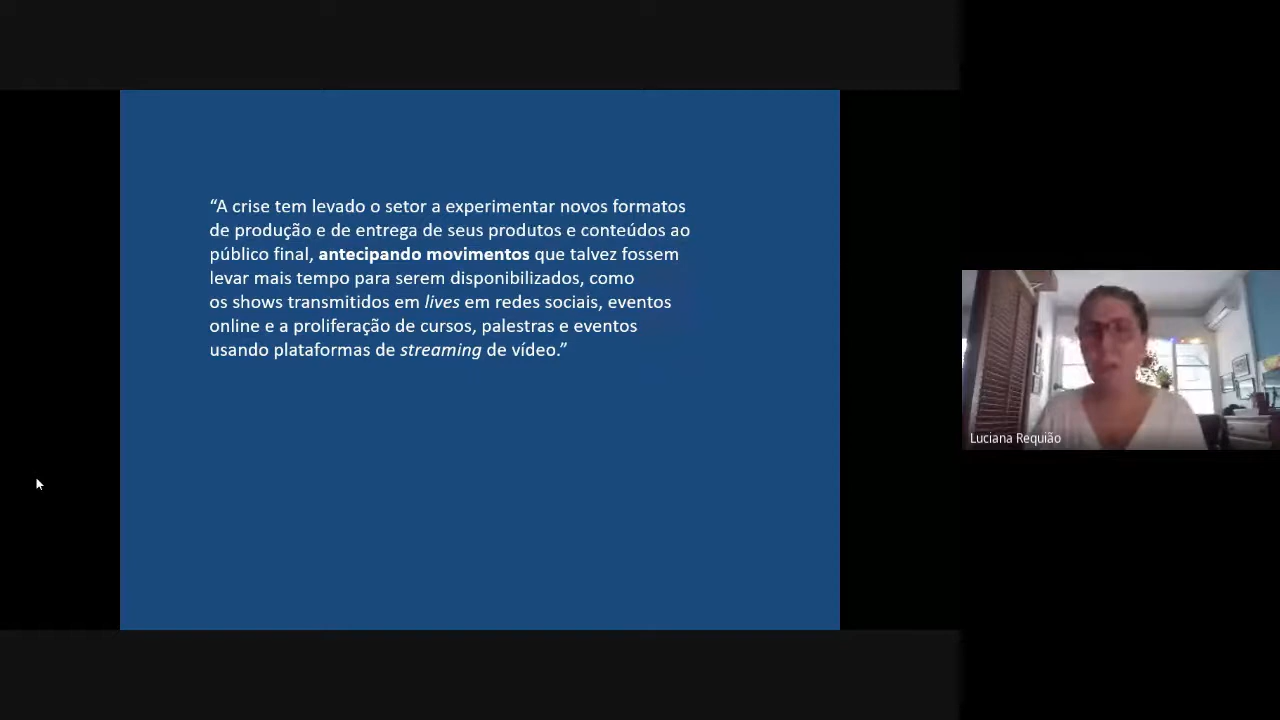 “A crise tem levado o setor a experimentar novos formatos
de produção e de entrega de seus produtos e conteúdos ao
público final, antecipando movimentos que talvez fossem
levar mais tempo para serem disponibilizados, como
os shows transmitidos em lives em redes sociais, eventos
online e a proliferação de cursos, palestras e eventos
usando plataformas de streaming de vídeo.”
Luciana Requião